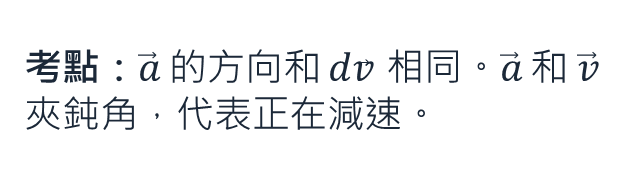 考點：$\vec{a}$ 的方向和 $d\vec{v}$ 相同。$\vec{a}$ 和 $\vec{v}$
夾鈍角，代表正在減速。